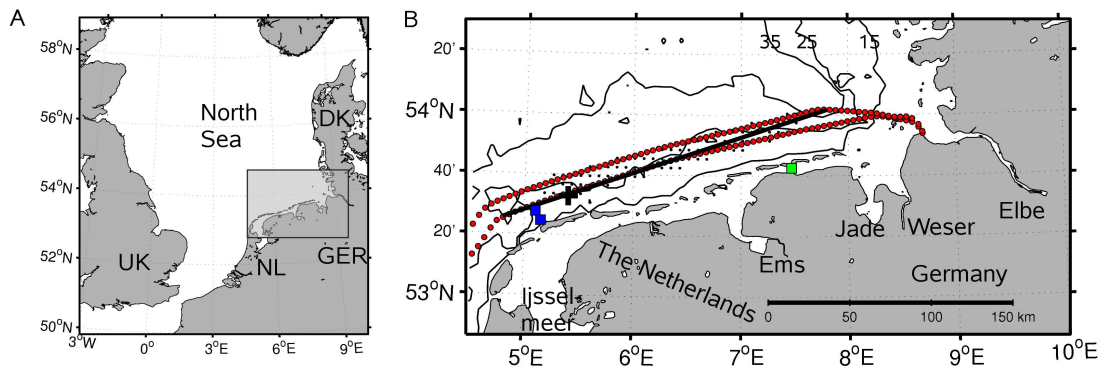 A
58°N
56°N
54°N
52°N
50°N
3°W
0°
3°E
6°E
9°E
North
Sea
DK
UK
NL
GER
B
20'
54°N
40'
20'
53°N
5°E
6°E
7°E
8°E
9°E
10°E
35
25
15
Elbe
Jade
Weser
Ems
The Netherlands
Germany
Ijssel-
meer
0
50
100
150 km